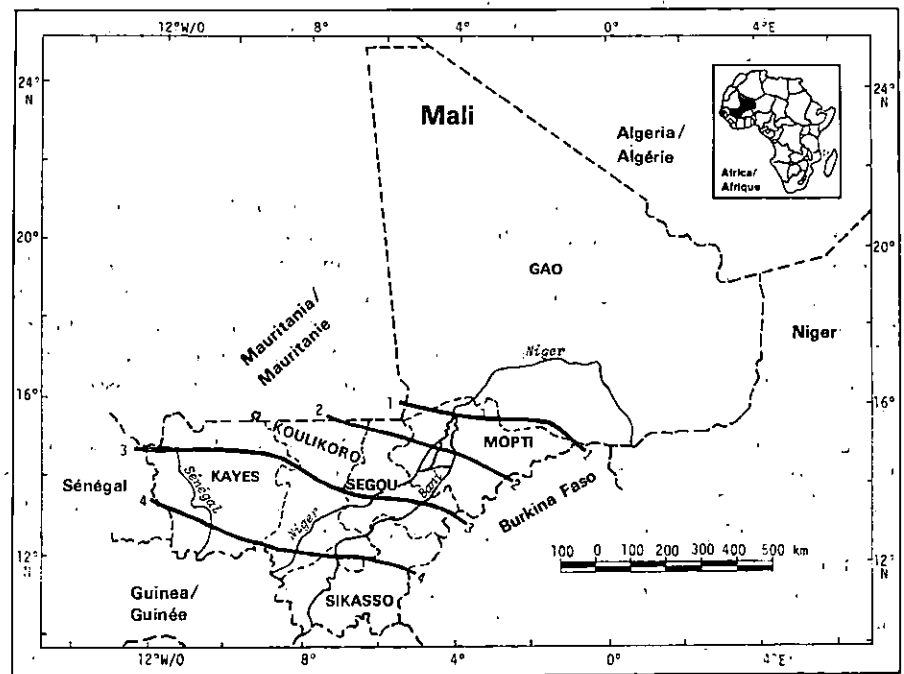 12°W/O 8° 4° 0° 4°E
24°
N
20°
16°
12°
24°
N
20°
16°
12°
N
Mali
Algeria/
Algérie
Africa/
Afrique
GAO
Niger
Mauritania/
Mauritanie
Niger
1
2
3
4
KOULIKORO
MOPTI
KAYES
SEGOU
Sénégal
Sénégal
Bani
Niger
Burkina Faso
SIKASSO
Guinea/
Guinée
100 0 100 200 300 400 500 km
12°W/O 8° 4° 0° 4°E